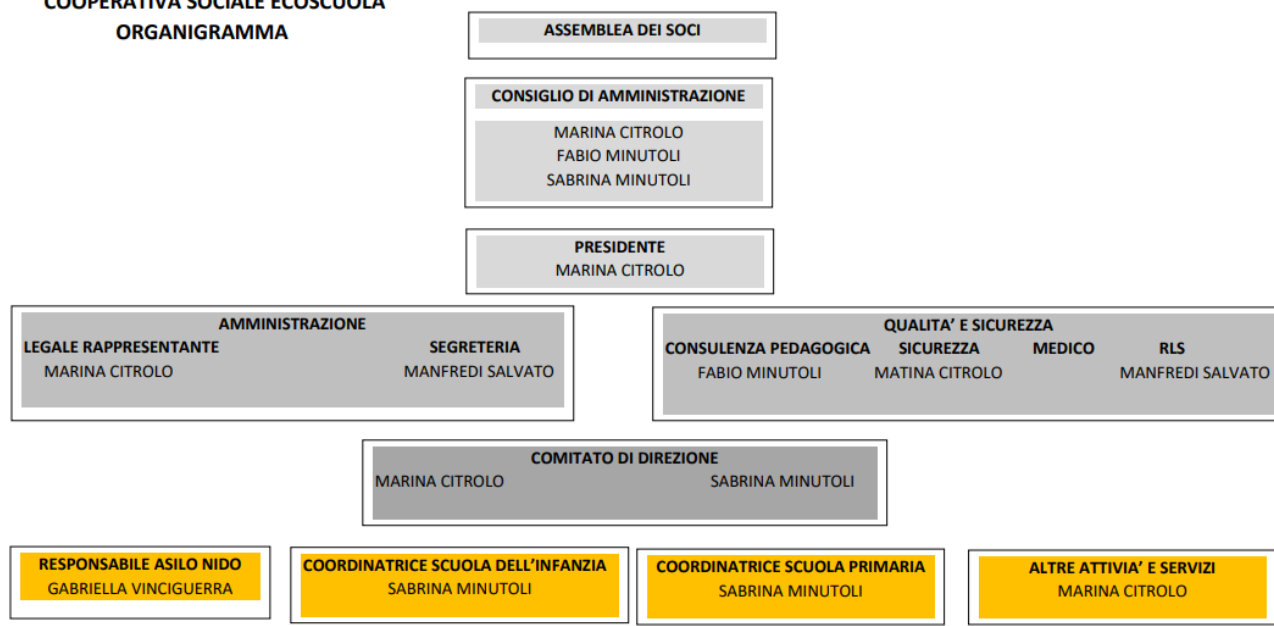 COOPERATIVA SOCIALE ECOSCUOLA
ORGANIGRAMMA
ASSEMBLEA DEI SOCI
CONSIGLIO DI AMMINISTRAZIONE
MARINA CITROLO
FABIO MINUTOLI
SABRINA MINUTOLI
PRESIDENTE
MARINA CITROLO
AMMINISTRAZIONE
LEGALE RAPPRESENTANTE SEGRETERIA
MARINA CITROLO MANFREDI SALVATO
QUALITA’ E SICUREZZA
CONSULENZA PEDAGOGICA SICUREZZA MEDICO RLS
FABIO MINUTOLI MATINA CITROLO MANFREDI SALVATO
COMITATO DI DIREZIONE
MARINA CITROLO SABRINA MINUTOLI
RESPONSABILE ASILO NIDO
GABRIELLA VINCIGUERRA
COORDINATRICE SCUOLA DELL’INFANZIA
SABRINA MINUTOLI
COORDINATRICE SCUOLA PRIMARIA
SABRINA MINUTOLI
ALTRE ATTIVIA’ E SERVIZI
MARINA CITROLO